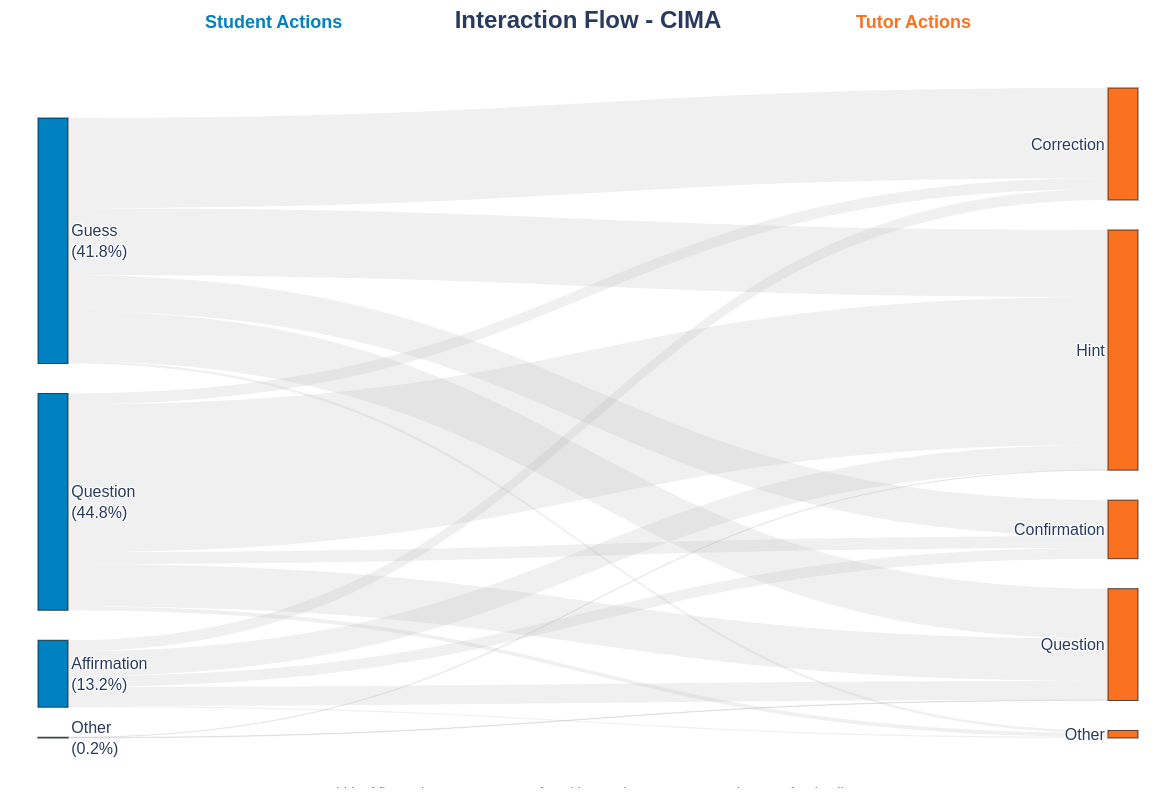 Student Actions
Interaction Flow - CIMA
Tutor Actions
Guess
(41.8%)
Question
(44.8%)
Affirmation
(13.2%)
Other
(0.2%)
Correction
Hint
Confirmation
Question
Other